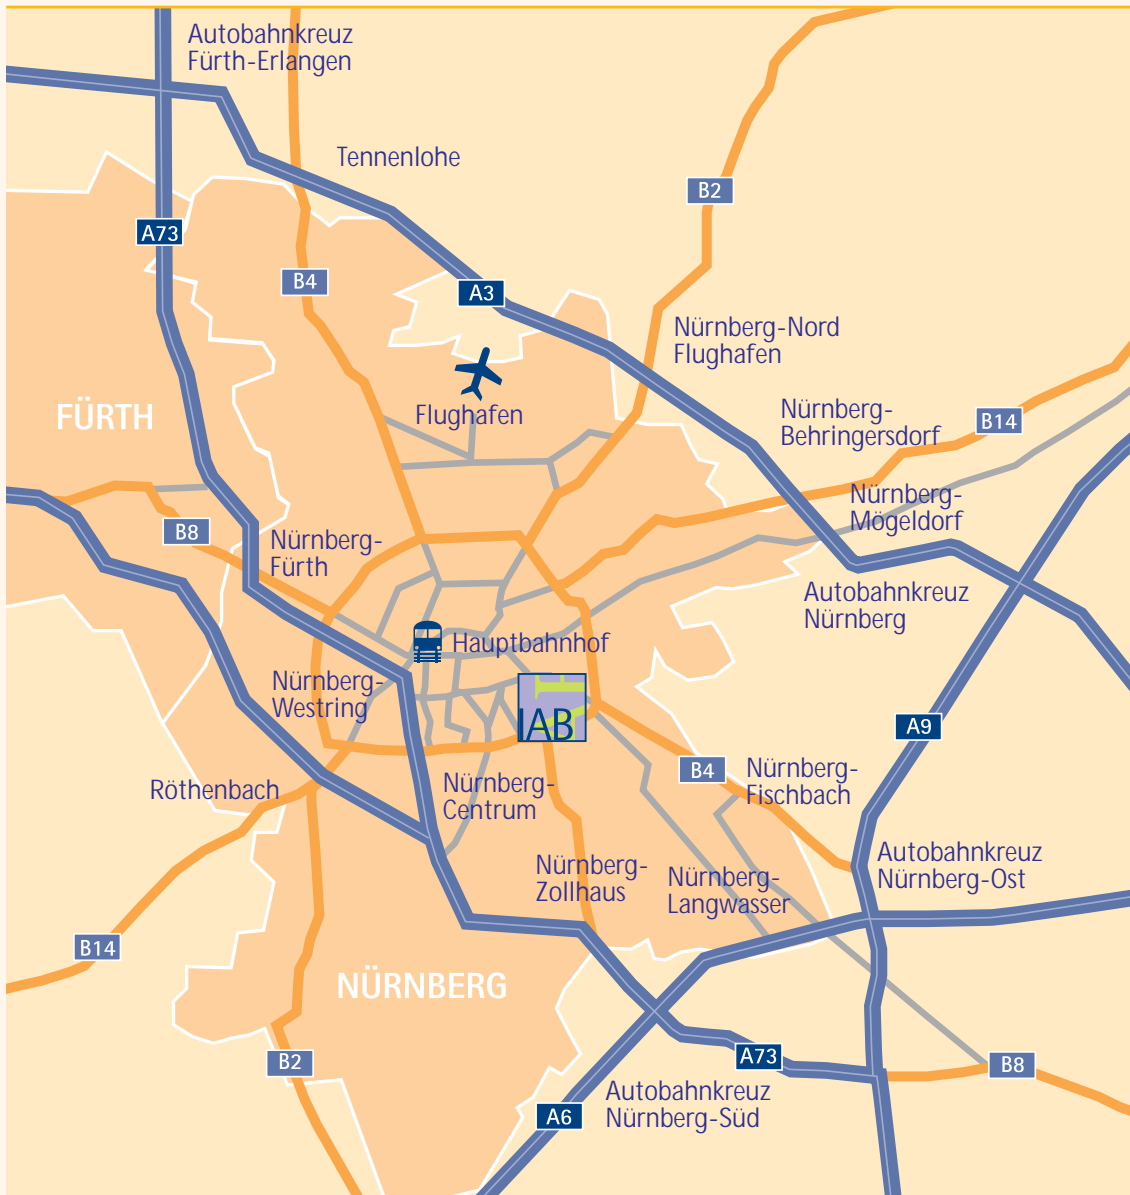 Autobahnkreuz
Fürth-Erlangen
Tennenlohe
B2
A73
B4
A3
Nürnberg-Nord
Flughafen
Flughafen
FÜRTH
Nürnberg-
Behringersdorf
B14
Nürnberg-
Mögeldorf
B8
Nürnberg-
Fürth
Autobahnkreuz
Nürnberg
Hauptbahnhof
Nürnberg-
Westring
IAB
A9
B4
Nürnberg-
Fischbach
Röthenbach
Nürnberg-
Centrum
Nürnberg-
Zollhaus
Nürnberg-
Langwasser
Autobahnkreuz
Nürnberg-Ost
B14
NÜRNBERG
B2
A73
B8
Autobahnkreuz
Nürnberg-Süd
A6